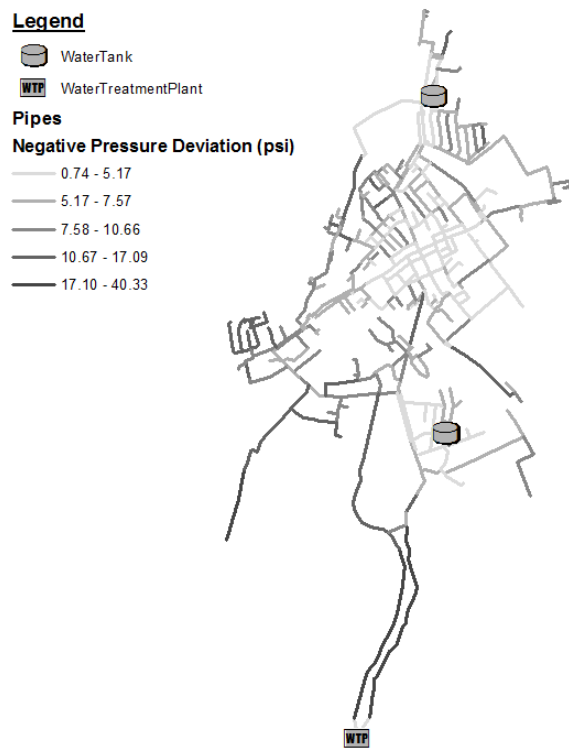 Legend
WaterTank
WTP WaterTreatmentPlant
Pipes
Negative Pressure Deviation (psi)
0.74 - 5.17
5.17 - 7.57
7.58 - 10.66
10.67 - 17.09
17.10 - 40.33
WTP